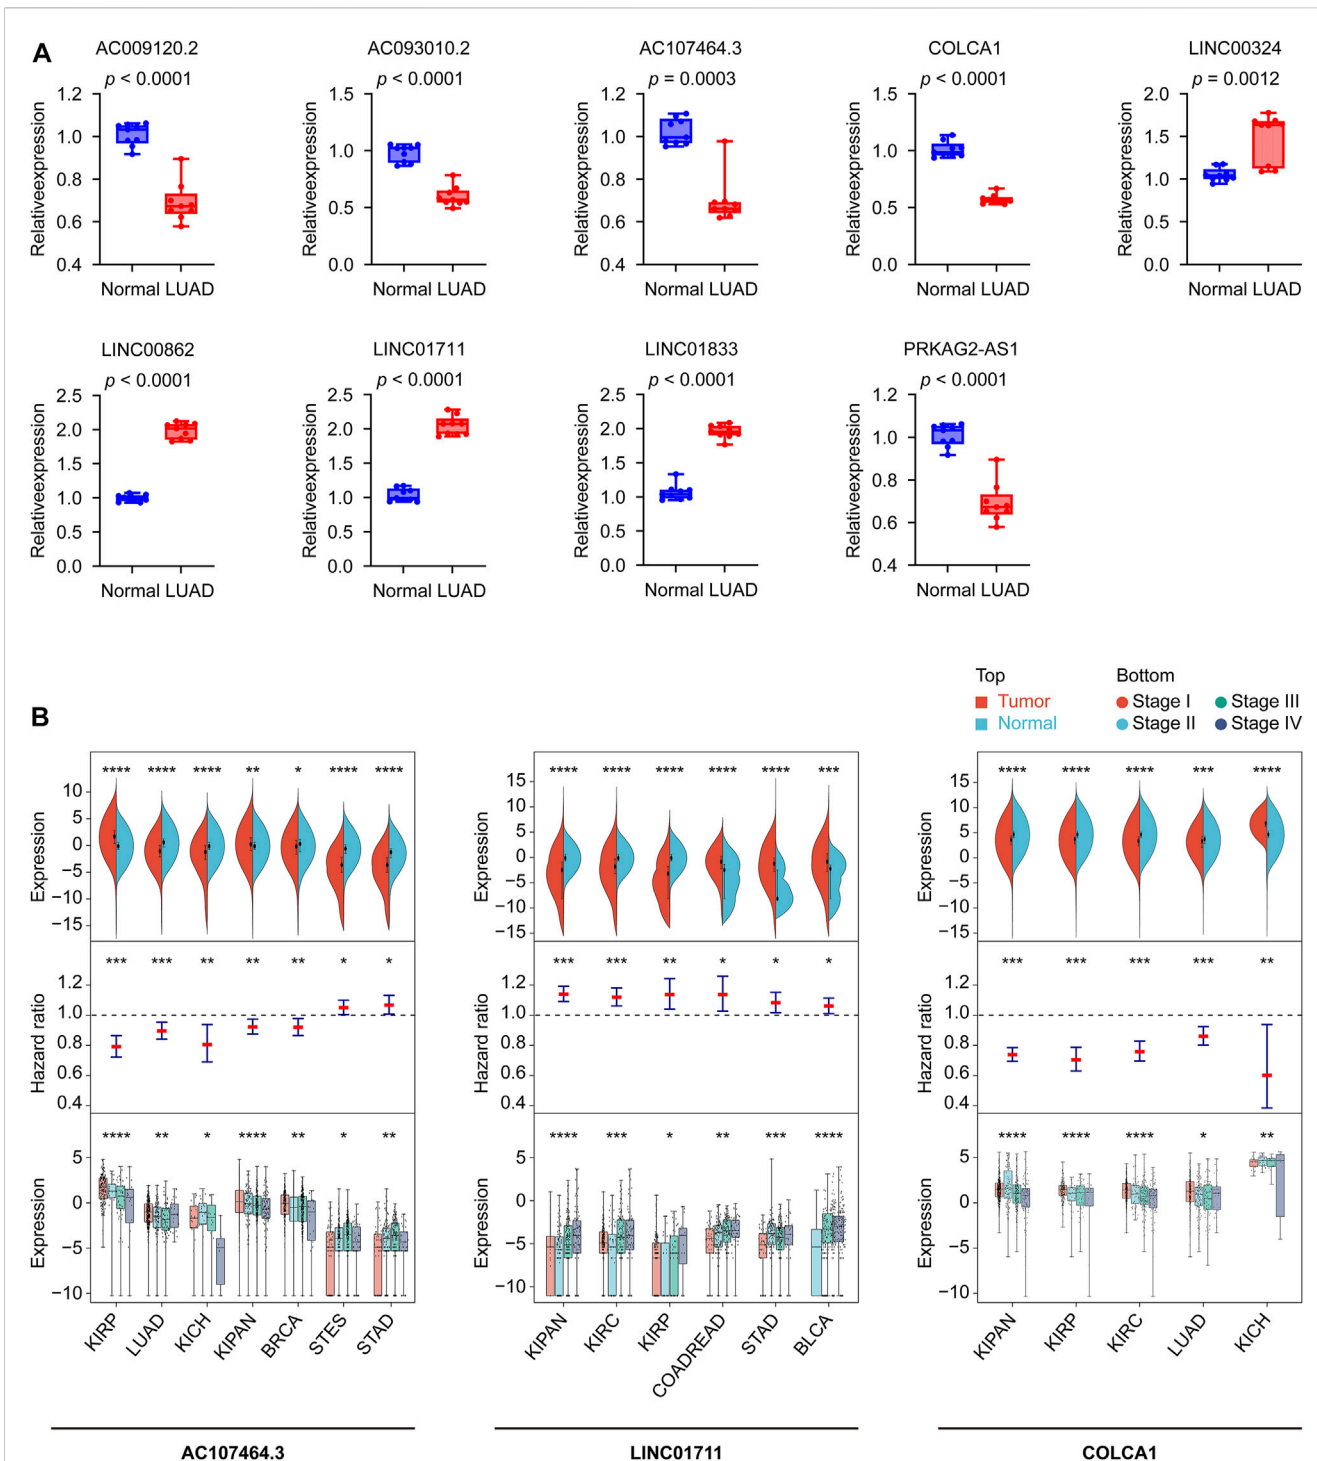 A
AC009120.2 AC093010.2 AC107464.3 COLCA1 LINC00324
p < 0.0001 p < 0.0001 p = 0.0003 p < 0.0001 p = 0.0012
Relativeexpression Relativeexpression Relativeexpression Relativeexpression Relativeexpression
1.2 1.5 1.2 1.5 2.0
1.0 1.0 1.0 1.0 1.5
0.8 0.5 0.8 0.5 1.0
0.6 0.0 0.6 0.0 0.5
0.4 0.4 0.0
Normal LUAD Normal LUAD Normal LUAD Normal LUAD Normal LUAD
LINC00862 LINC01711 LINC01833 PRKAG2-AS1
p < 0.0001 p < 0.0001 p < 0.0001 p < 0.0001
Relativeexpression Relativeexpression Relativeexpression Relativeexpression
2.5 2.5 2.5 1.2
2.0 2.0 2.0 1.0
1.5 1.5 1.5 0.8
1.0 1.0 1.0 0.6
0.5 0.5 0.5 0.4
0.0 0.0 0.0
Normal LUAD Normal LUAD Normal LUAD Normal LUAD
Top Bottom
Tumor Stage I Stage III
Normal Stage II Stage IV
B
**** **** **** ** * **** ****
Expression
10
5
0
−5
−10
−15
*** *** ** ** ** * *
Hazard ratio
1.2
1.0
0.8
0.6
0.4
**** ** * **** ** * **
Expression
5
0
−5
−10
KIRP LUAD KICH KIPAN BRCA STES STAD
AC107464.3
**** **** **** **** **** ***
Expression
15
10
5
0
−5
−10
−15
*** *** ** * * *
Hazard ratio
1.2
1.0
0.8
0.6
0.4
**** *** * ** *** ****
Expression
5
0
−5
−10
KIPAN KIRC KIRP COADREAD STAD BLCA
LINC01711
**** **** **** *** ****
Expression
15
10
5
0
−5
−10
−15
*** *** *** *** **
Hazard ratio
1.2
1.0
0.8
0.6
0.4
**** **** **** * **
Expression
5
0
−5
−10
KIPAN KIRP KIRC LUAD KICH
COLCA1